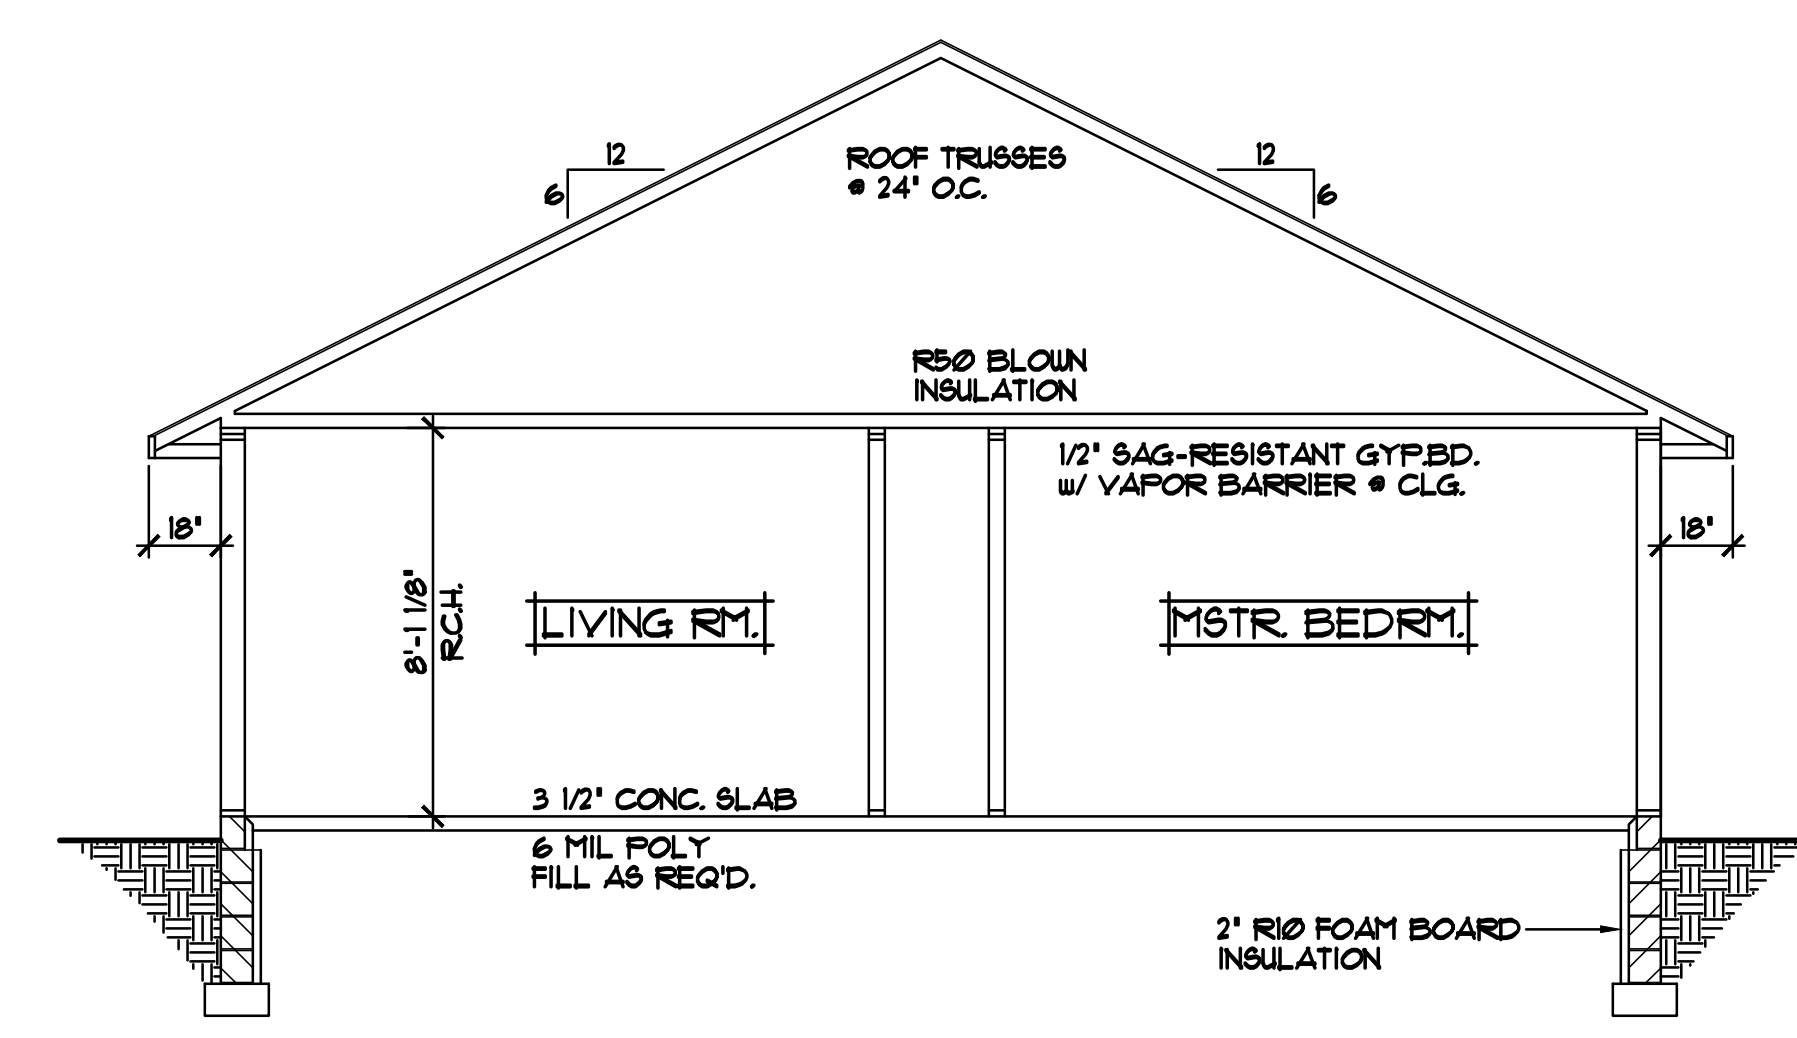 12
6
ROOF TRUSSES
@ 24" O.C.
12
6
R50 BLOWN
INSULATION
1/2" SAG-RESISTANT GYP.BD.
w/ VAPOR BARRIER @ CLG.
18"
18"
8'-1 1/8"
R.C.H.
LIVING RM.
MSTR. BEDRM.
3 1/2" CONC. SLAB
6 MIL POLY
FILL AS REQ'D.
2" R10 FOAM BOARD
INSULATION